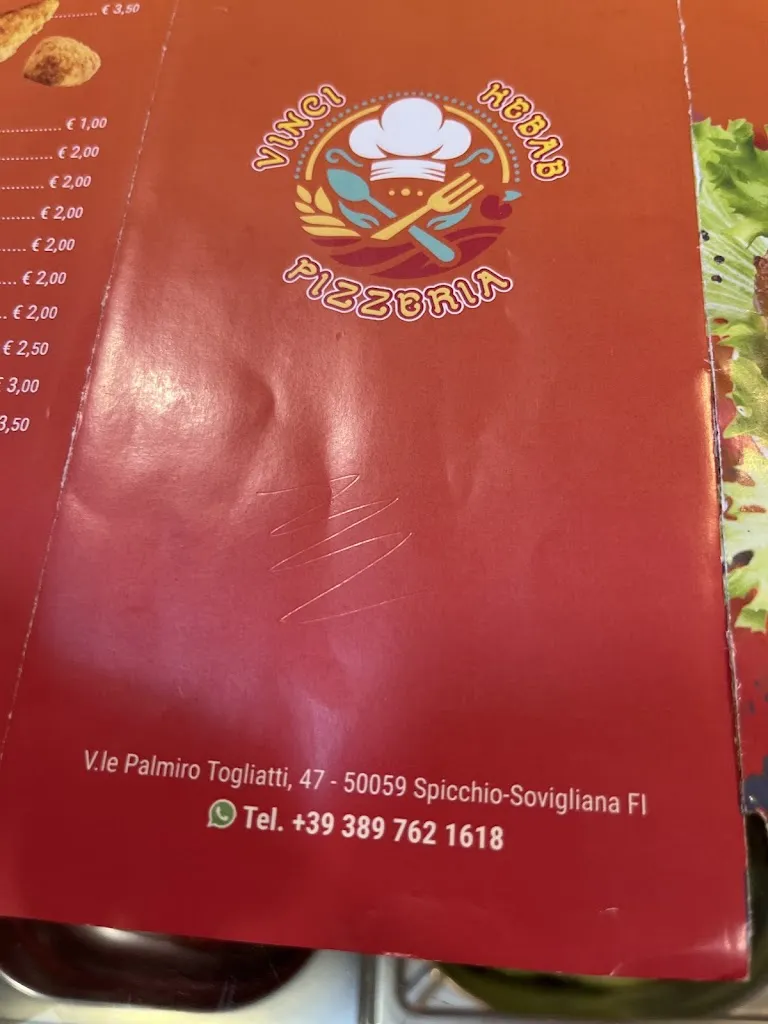 € 3,50
€ 1,00
€ 2,00
€ 2,00
€ 2,00
€ 2,00
€ 2,00
€ 2,00
€ 2,50
€ 3,00
3,50
VINCI KEBAB
PIZZERIA
V.le Palmiro Togliatti, 47 - 50059 Spicchio-Sovigliana FI
Tel. +39 389 762 1618